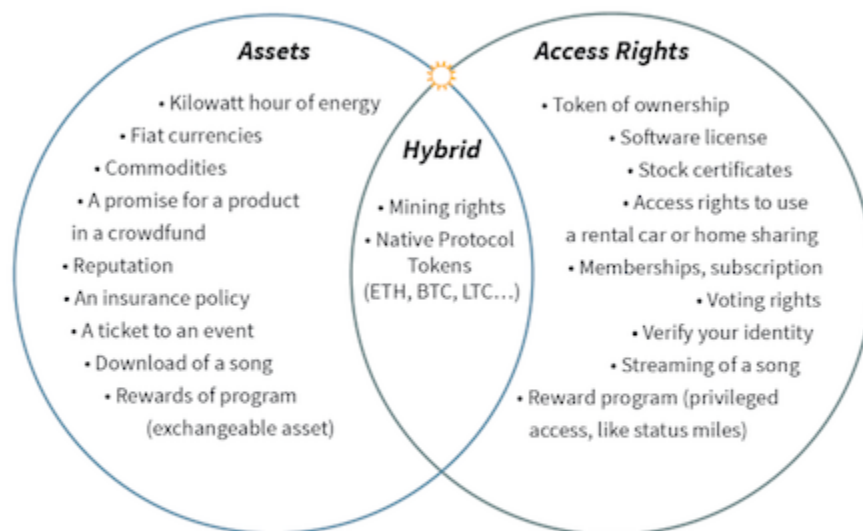 Assets
• Kilowatt hour of energy
• Fiat currencies
• Commodities
• A promise for a product
in a crowdfund
• Reputation
• An insurance policy
• A ticket to an event
• Download of a song
• Rewards of program
(exchangeable asset)
Hybrid
• Mining rights
• Native Protocol
Tokens
(ETH, BTC, LTC...)
Access Rights
• Token of ownership
• Software license
• Stock certificates
• Access rights to use
a rental car or home sharing
• Memberships, subscription
• Voting rights
• Verify your identity
• Streaming of a song
• Reward program (privileged
access, like status miles)